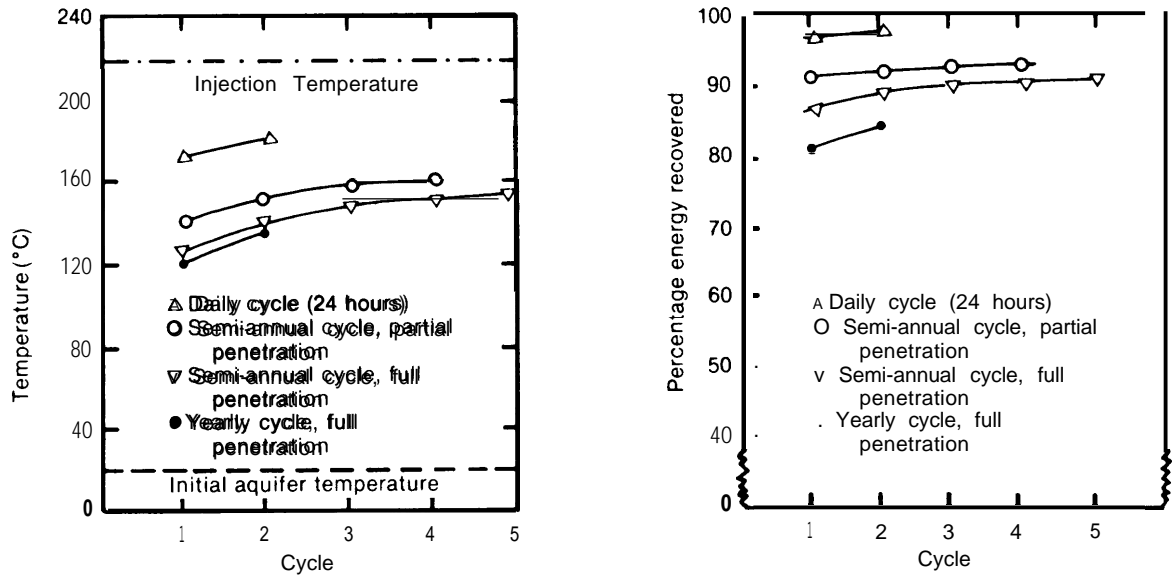 240
200
160
120
80
40
0
Temperature (°C)
Injection Temperature
Daily cycle (24 hours)
Semi-annual cycle, partial
penetration
Semi-annual cycle, full
penetration
Yearly cycle, full
penetration
Initial aquifer temperature
1 2 3 4 5
Cycle
100
90
80
70
60
50
40
0
Percentage energy recovered
A Daily cycle (24 hours)
O Semi-annual cycle, partial
penetration
v Semi-annual cycle, full
penetration
. Yearly cycle, full
penetration
1 2 3 4 5
Cycle